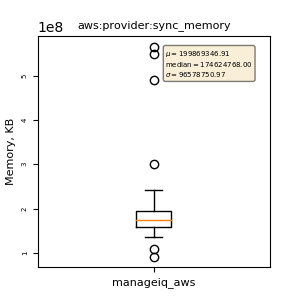 aws:provider:sync_memory
1e8
μ = 199869346.91
median = 174624768.00
σ = 96578750.97
5
4
3
2
1
Memory, KB
manageiq_aws